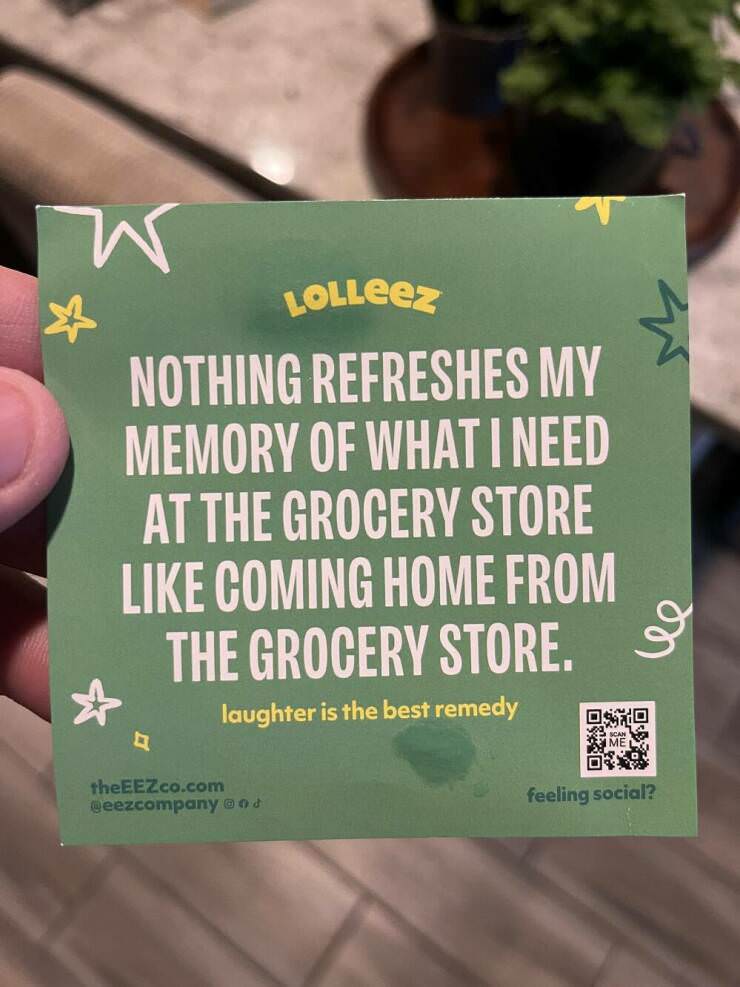 LOLLeez
NOTHING REFRESHES MY
MEMORY OF WHAT I NEED
AT THE GROCERY STORE
LIKE COMING HOME FROM
THE GROCERY STORE.
laughter is the best remedy
SCAN
ME
theEEZco.com
@eezcompany
feeling social?